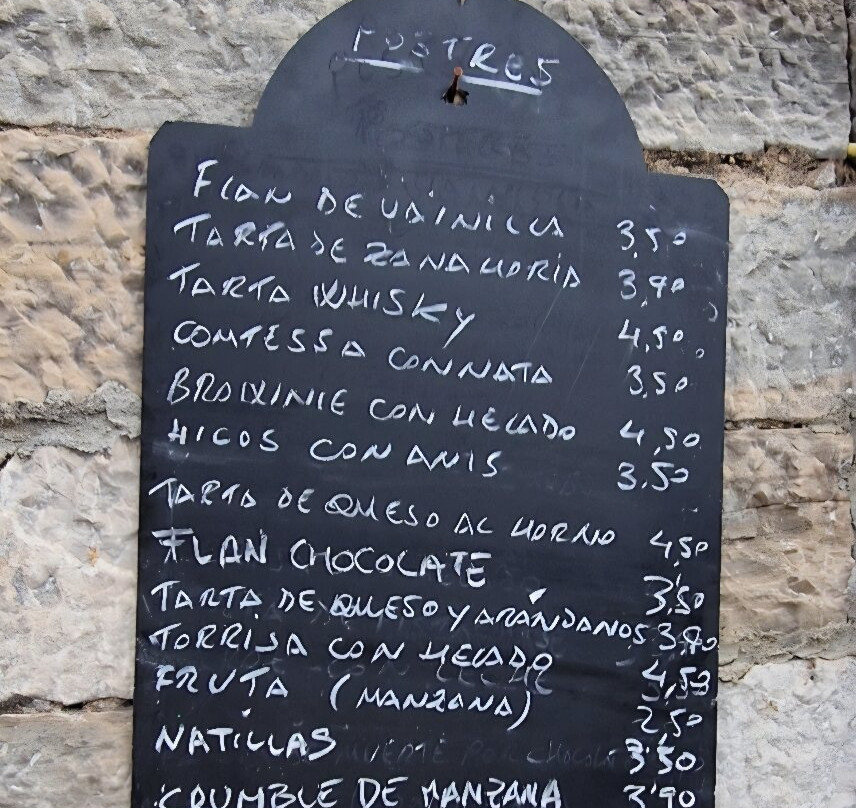 POSTRES
FLAN DE VAINILLA 3,50
TARTA DE ZANAHORIA 3,90
TARTA WHISKY 4,50
COMTESSA CON NATA 3,50
BROWNIE CON HELADO 4,50
HIGOS CON ANIS 3,50
TARTA DE QUESO AL HORNO 4,50
FLAN CHOCOLATE 3,50
TARTA DE QUESO Y ARÁNDANOS 3,90
TORRIJA CON HELADO 4,50
FRUTA (MANZANA) 2,50
NATILLAS 3'50
CRUMBLE DE MANZANA 3'90